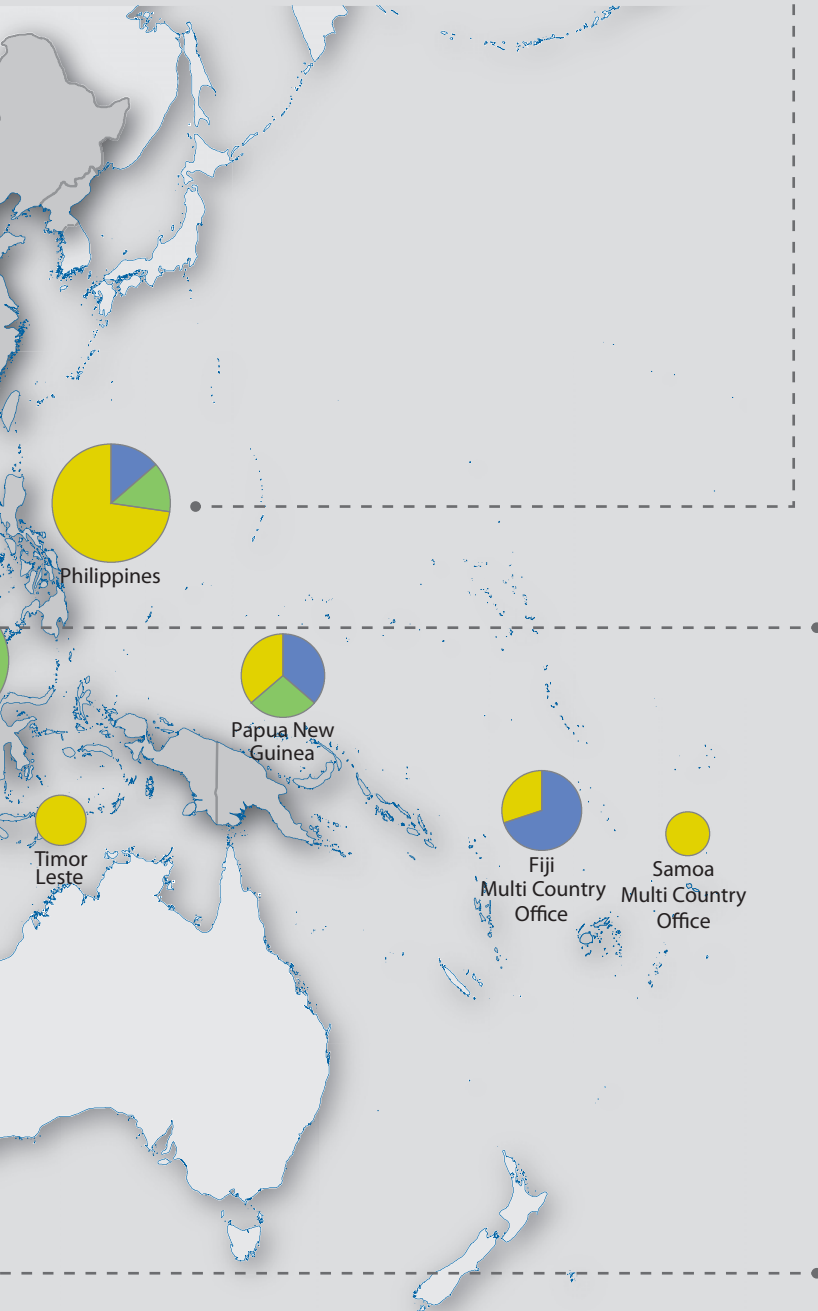 Philippines
Papua New
Guinea
Timor
Leste
Fiji
Multi Country
Office
Samoa
Multi Country
Office